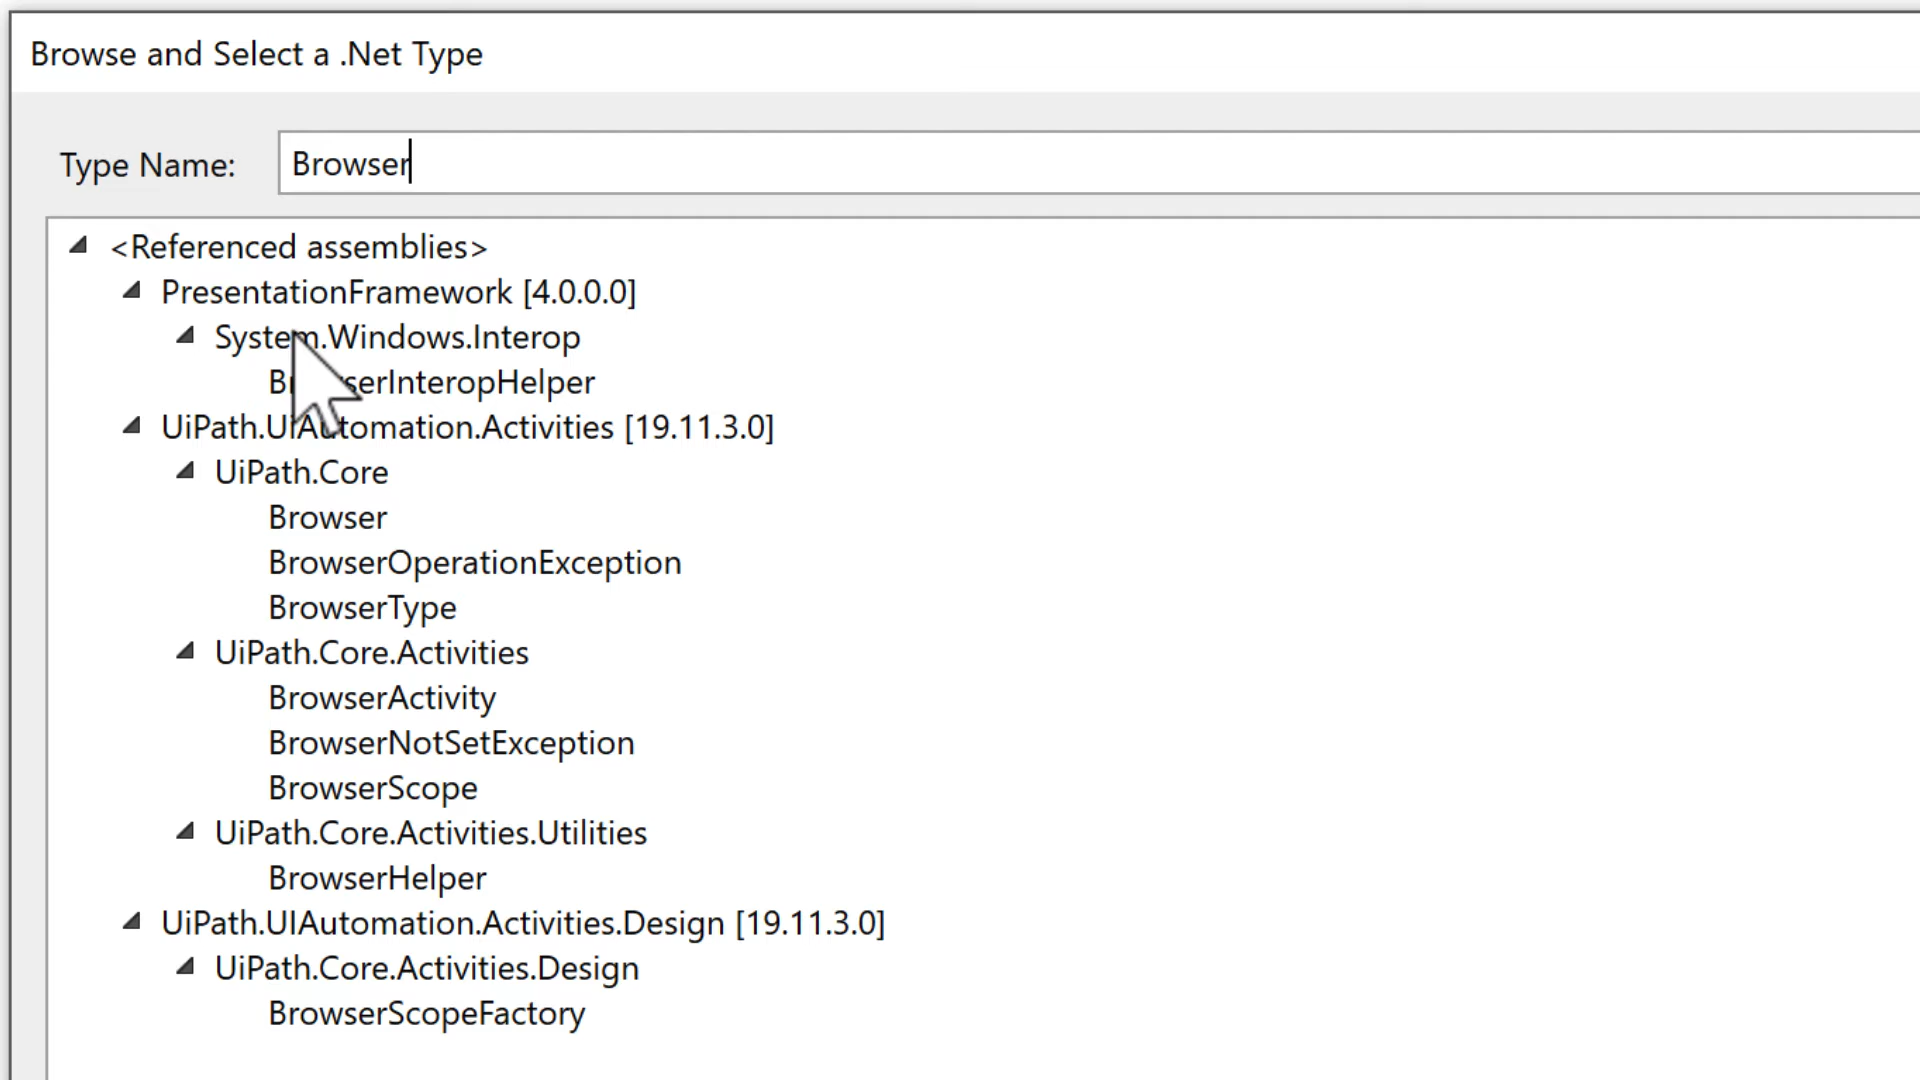 Browse and Select a .Net Type
Type Name:
Browser
<Referenced assemblies>
PresentationFramework [4.0.0.0]
System.Windows.Interop
BrowserInteropHelper
UiPath.UIAutomation.Activities [19.11.3.0]
UiPath.Core
Browser
BrowserOperationException
BrowserType
UiPath.Core.Activities
BrowserActivity
BrowserNotSetException
BrowserScope
UiPath.Core.Activities.Utilities
BrowserHelper
UiPath.UIAutomation.Activities.Design [19.11.3.0]
UiPath.Core.Activities.Design
BrowserScopeFactory